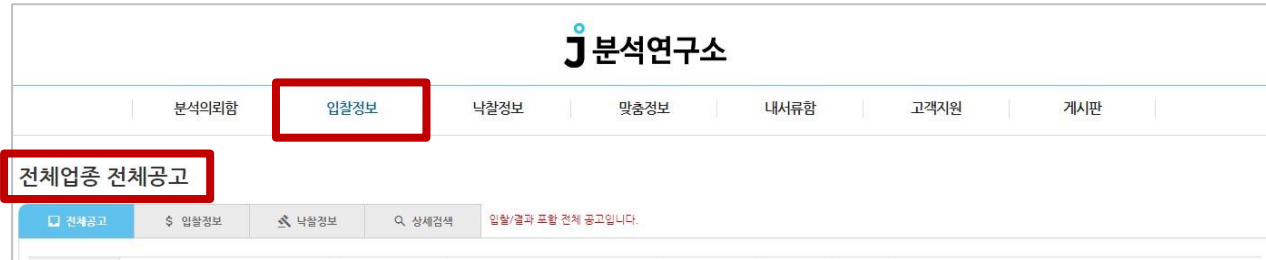 J 분석연구소
분석의뢰함 입찰정보 낙찰정보 맞춤정보 내서류함 고객지원 게시판
전체업종 전체공고
전체공고 $ 입찰정보 낙찰정보 상세검색 입찰/결과 포함 전체 공고입니다.